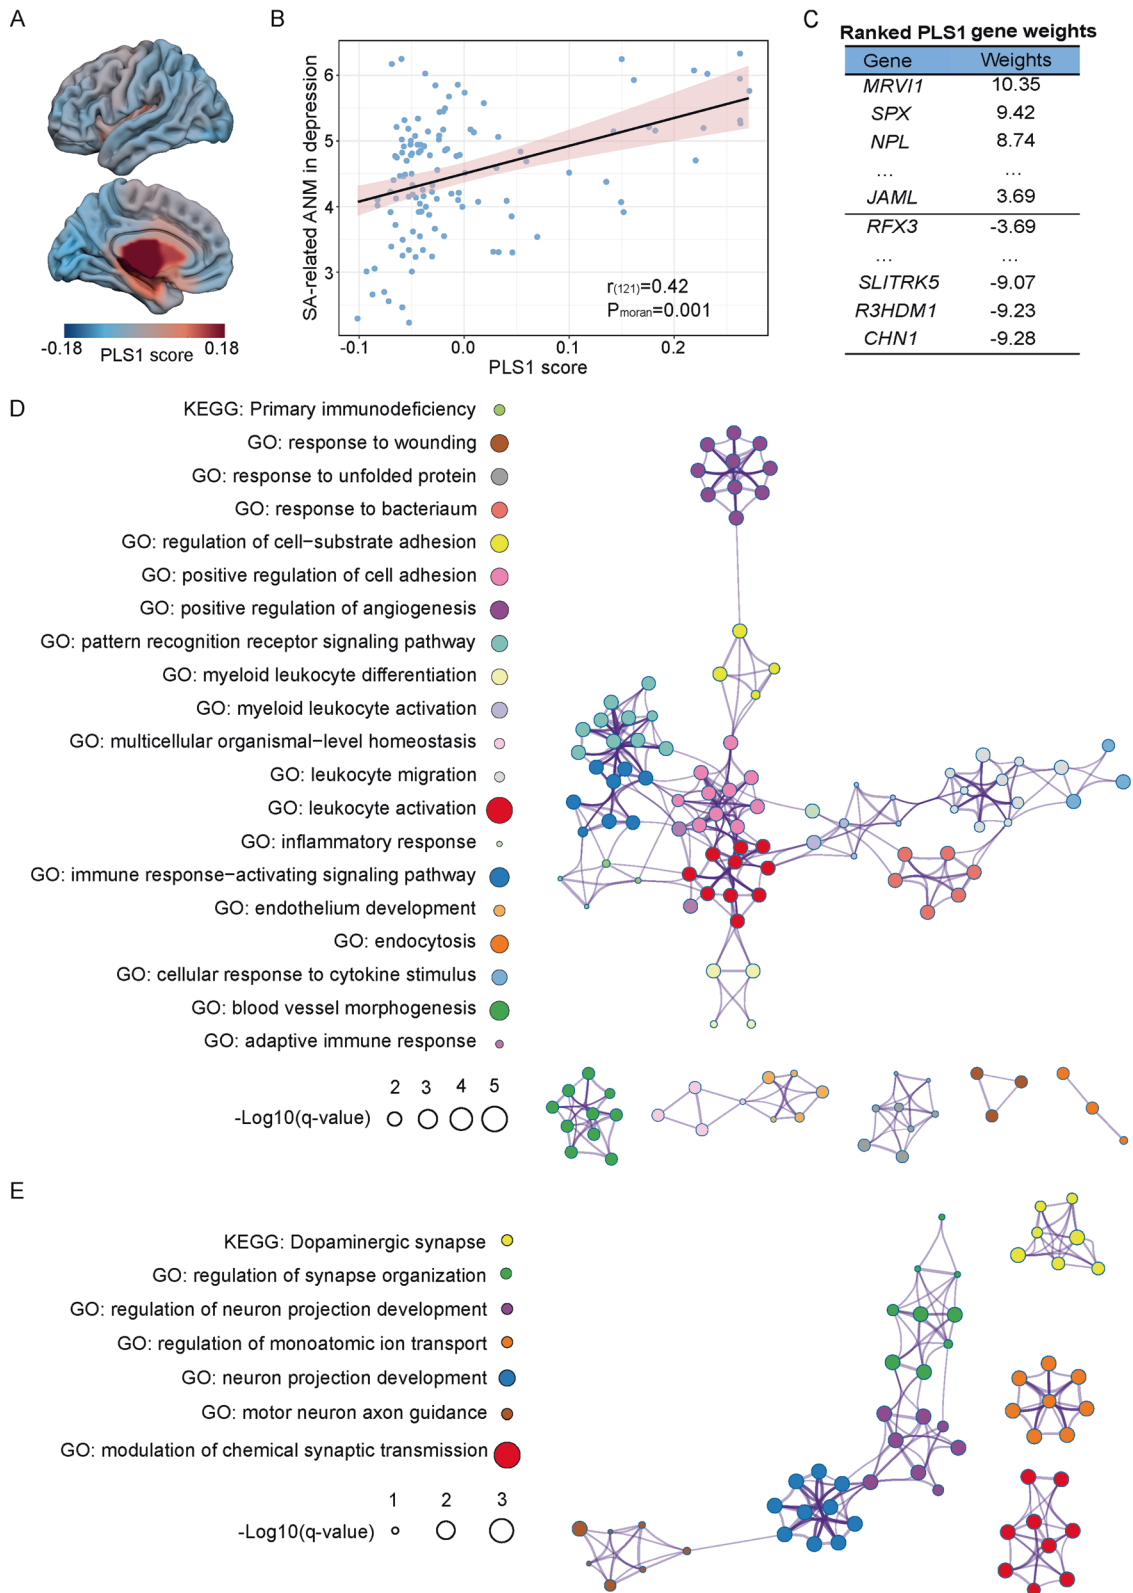 A
-0.18
0.18
PLS1 score
B
SA-related ANM in depression
6
5
4
3
-0.1
0.0
0.1
0.2
PLS1 score
r(121)=0.42
Pmoran=0.001
C
Ranked PLS1 gene weights
Gene Weights
MRVI1 10.35
SPX 9.42
NPL 8.74
... ...
JAML 3.69
RFX3 -3.69
... ...
SLITRK5 -9.07
R3HDM1 -9.23
CHN1 -9.28
D
KEGG: Primary immunodeficiency
GO: response to wounding
GO: response to unfolded protein
GO: response to bacteriaum
GO: regulation of cell−substrate adhesion
GO: positive regulation of cell adhesion
GO: positive regulation of angiogenesis
GO: pattern recognition receptor signaling pathway
GO: myeloid leukocyte differentiation
GO: myeloid leukocyte activation
GO: multicellular organismal−level homeostasis
GO: leukocyte migration
GO: leukocyte activation
GO: inflammatory response
GO: immune response−activating signaling pathway
GO: endothelium development
GO: endocytosis
GO: cellular response to cytokine stimulus
GO: blood vessel morphogenesis
GO: adaptive immune response
2 3 4 5
-Log10(q-value)
E
KEGG: Dopaminergic synapse
GO: regulation of synapse organization
GO: regulation of neuron projection development
GO: regulation of monoatomic ion transport
GO: neuron projection development
GO: motor neuron axon guidance
GO: modulation of chemical synaptic transmission
1 2 3
-Log10(q-value)